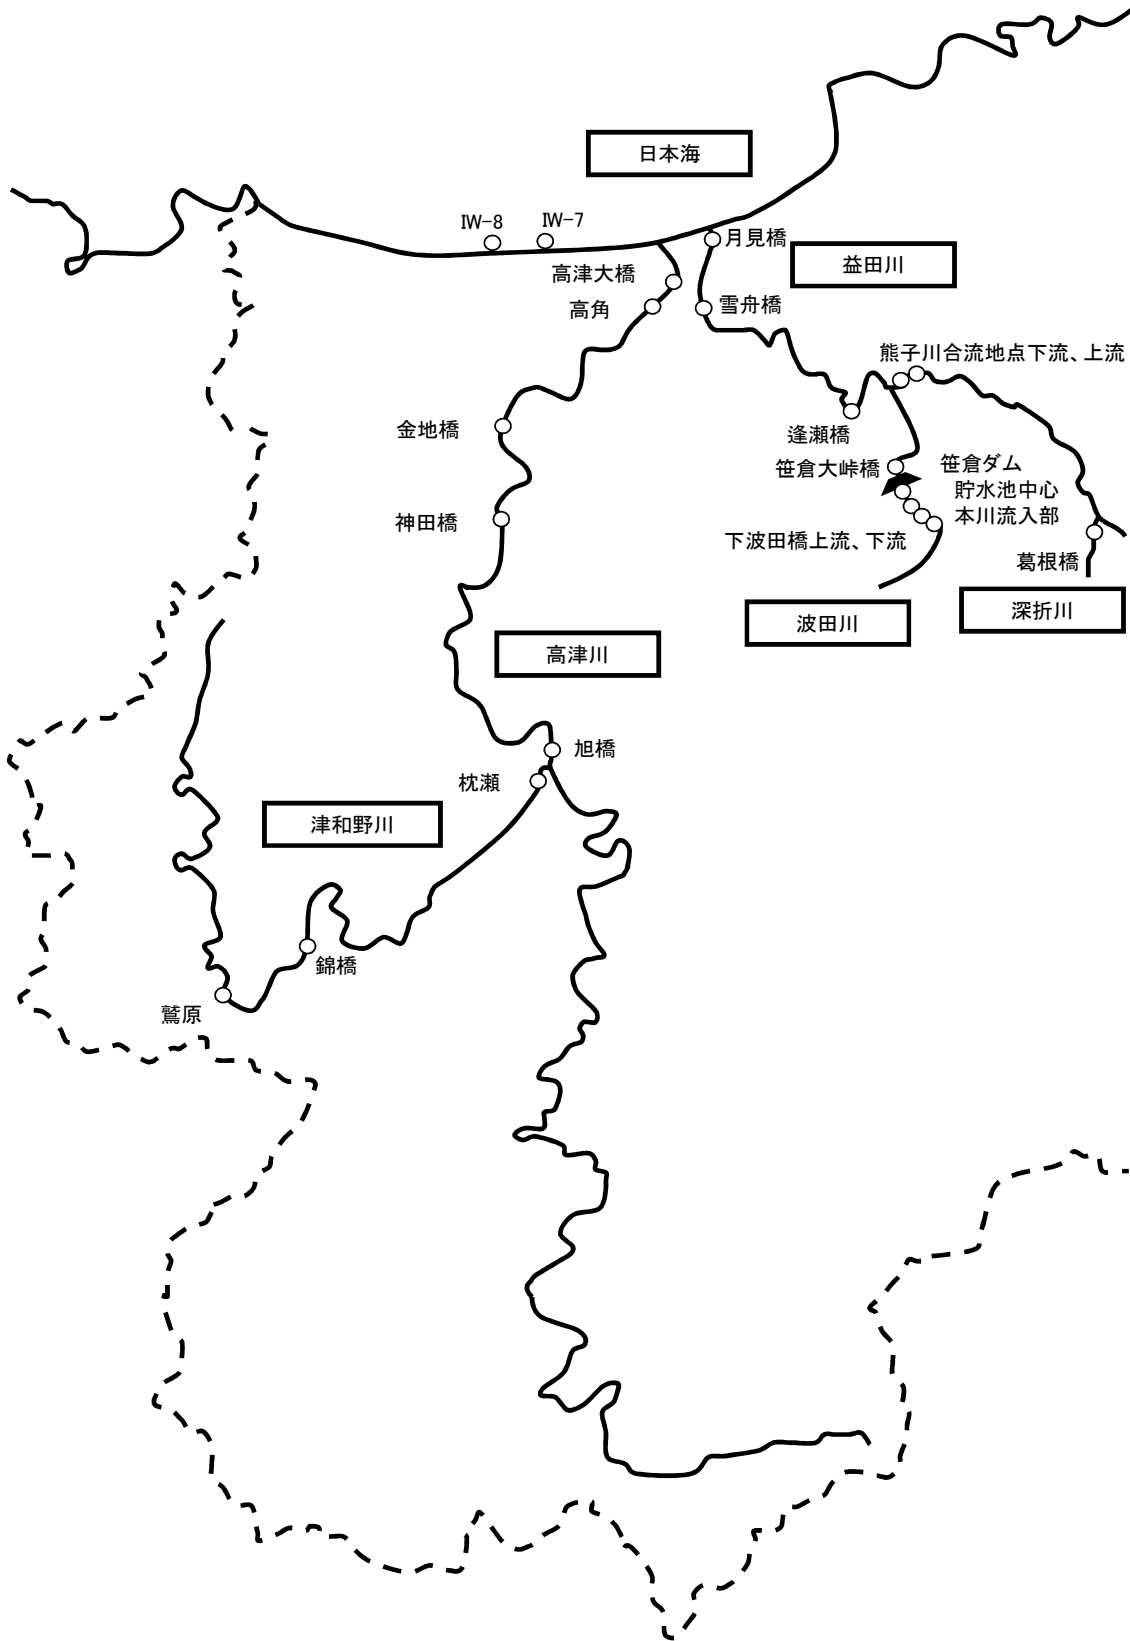 日本海
Ⅳ-8
Ⅳ-7
月見橋
益田川
高津大橋
高角
雪舟橋
熊子川合流地点下流、上流
金地橋
逢瀬橋
笹倉大峠橋
笹倉ダム
貯水池中心
本川流入部
神田橋
下波田橋上流、下流
葛根橋
深折川
波田川
高津川
旭橋
枕瀬
津和野川
錦橋
鷲原